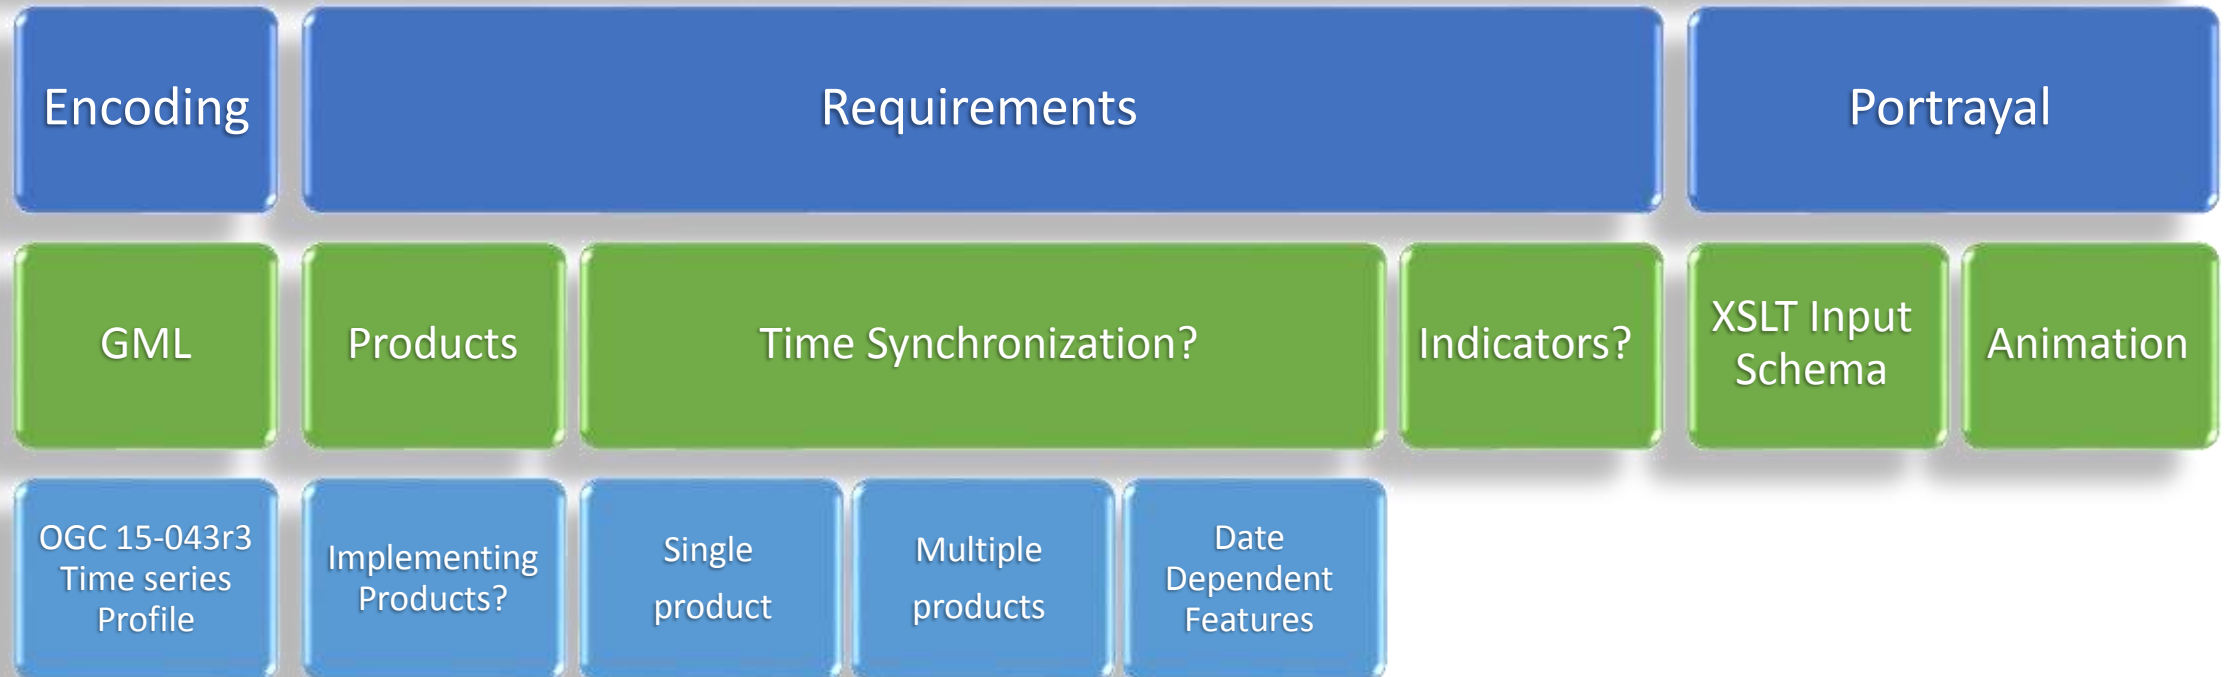 Encoding
Requirements
Portrayal
GML
Products
Time Synchronization?
Indicators?
XSLT Input
Schema
Animation
OGC 15-043r3
Time series
Profile
Implementing
Products?
Single
product
Multiple
products
Date
Dependent
Features